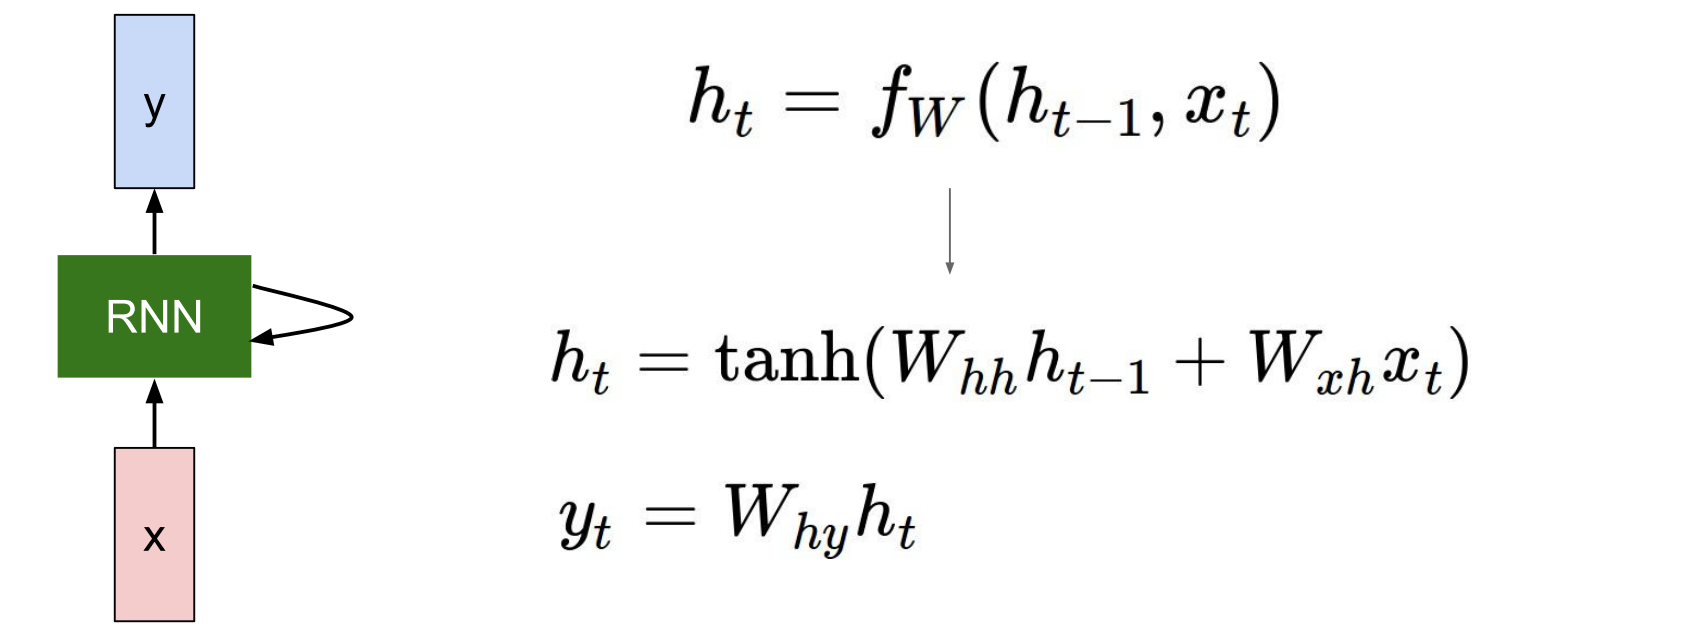 y
RNN
x
h_t = f_W(h_{t-1}, x_t)
h_t = tanh(W_{hh}h_{t-1} + W_{xh}x_t)
y_t = W_{hy}h_t